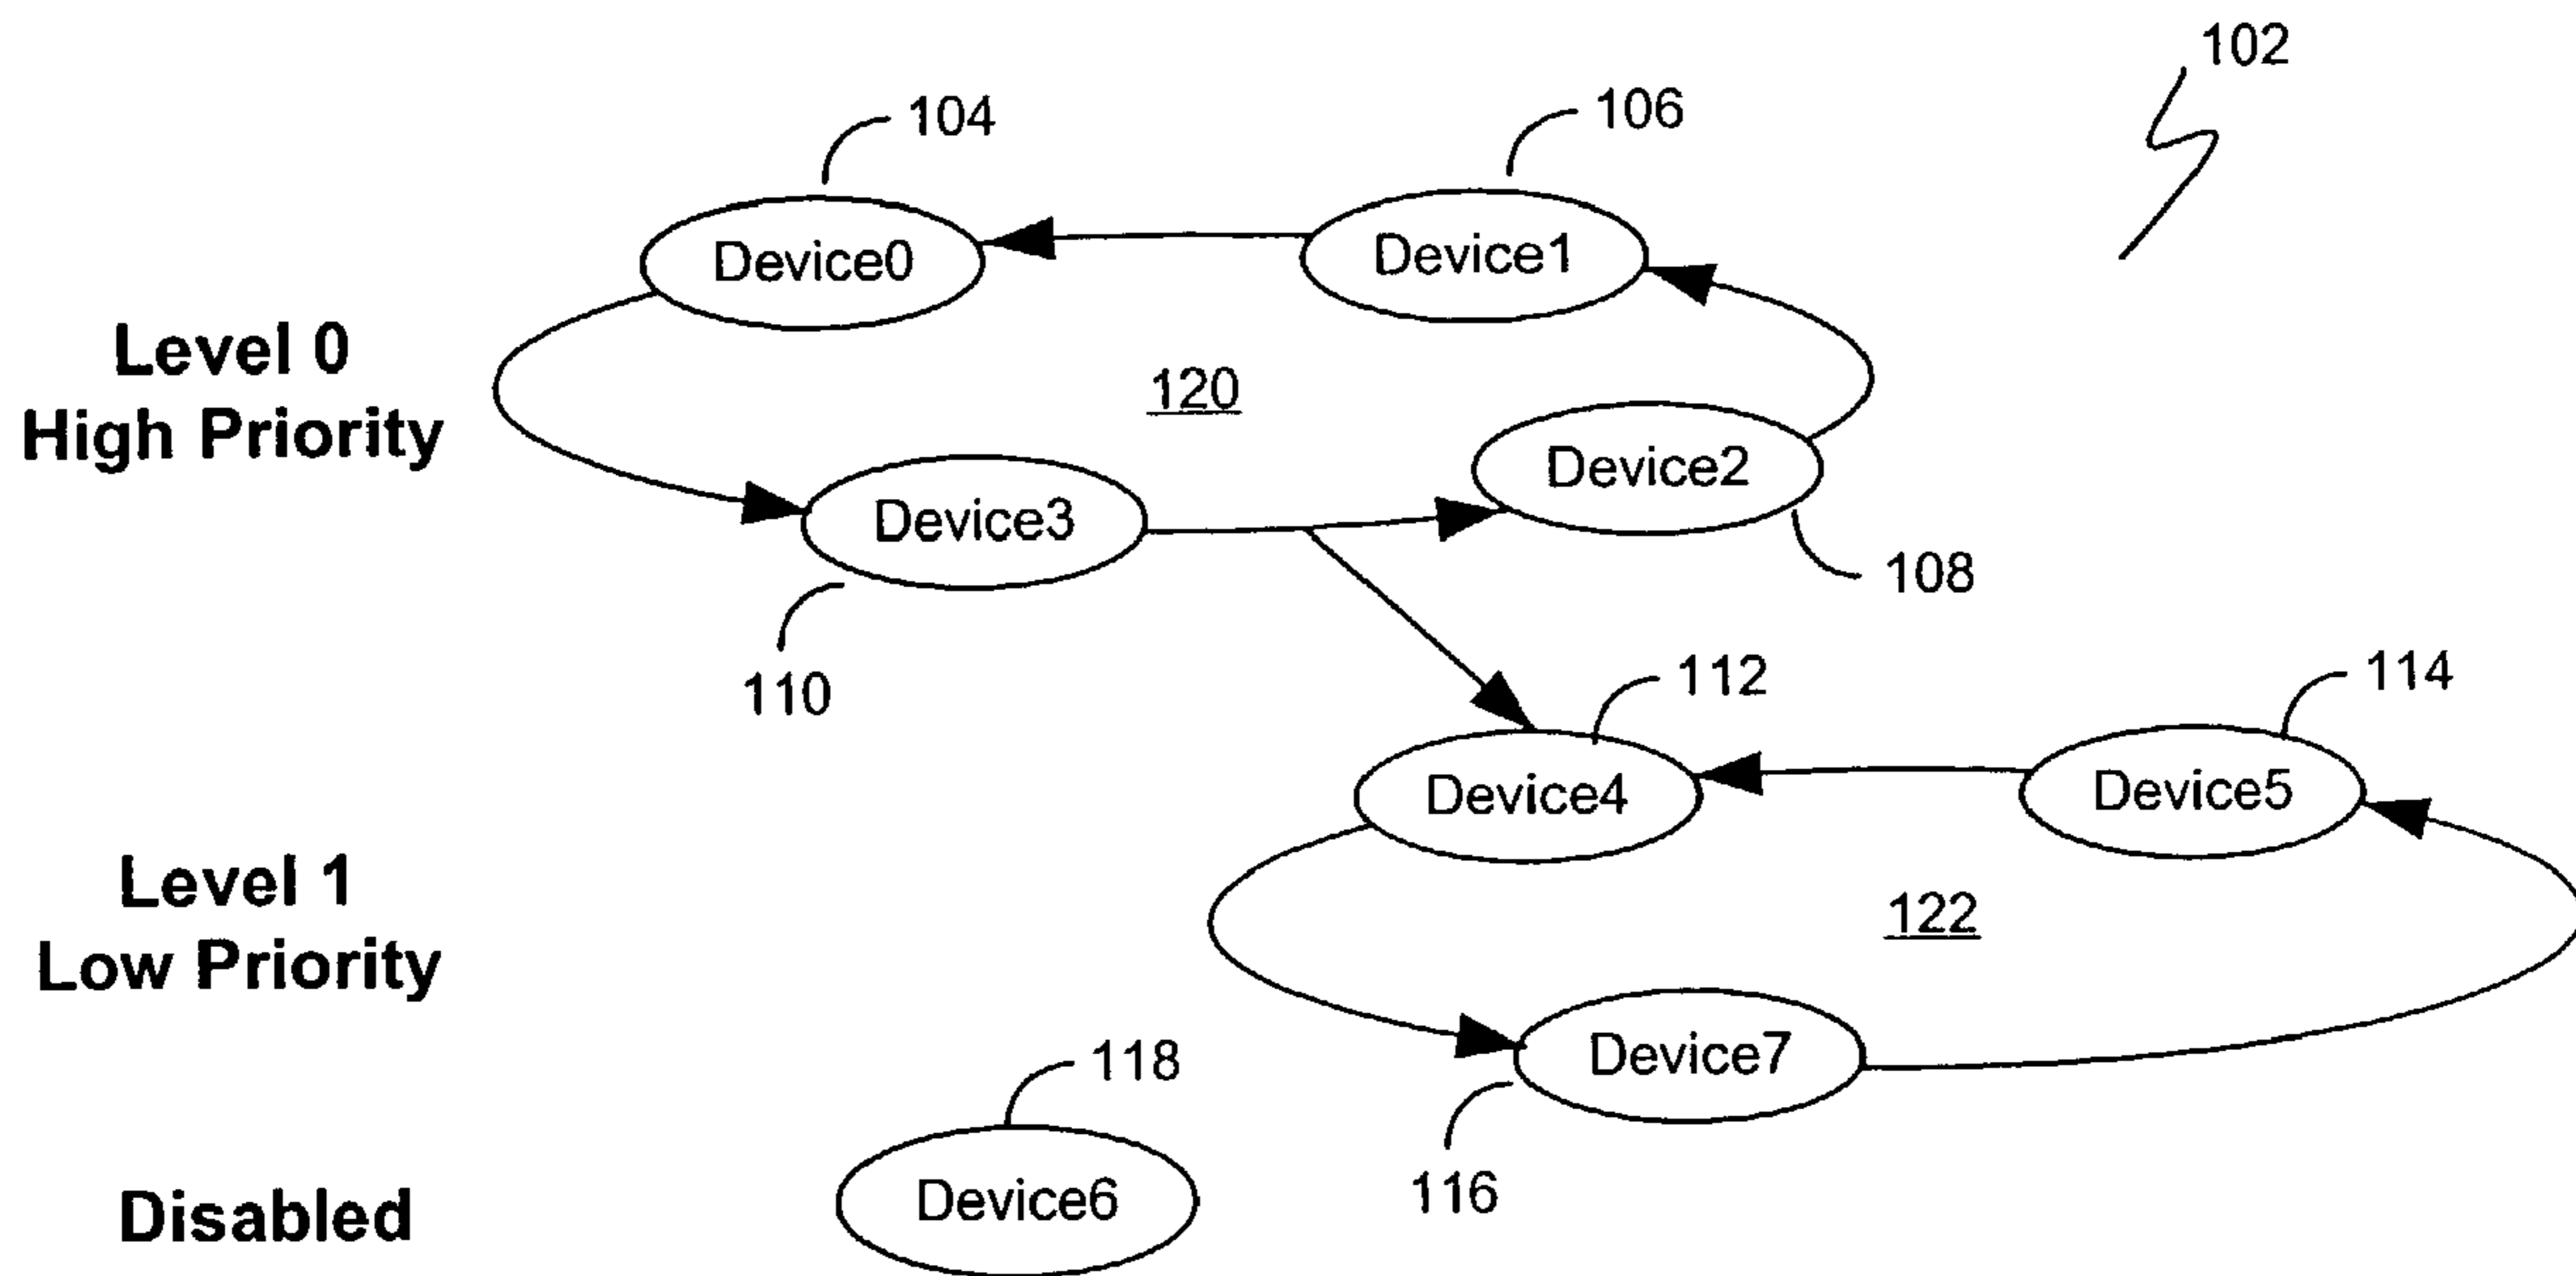 102
104
106
Device0
Device1
Level 0
High Priority
120
Device2
Device3
108
110
112
114
Device4
Device5
Level 1
Low Priority
122
118
Device7
116
Disabled
Device6